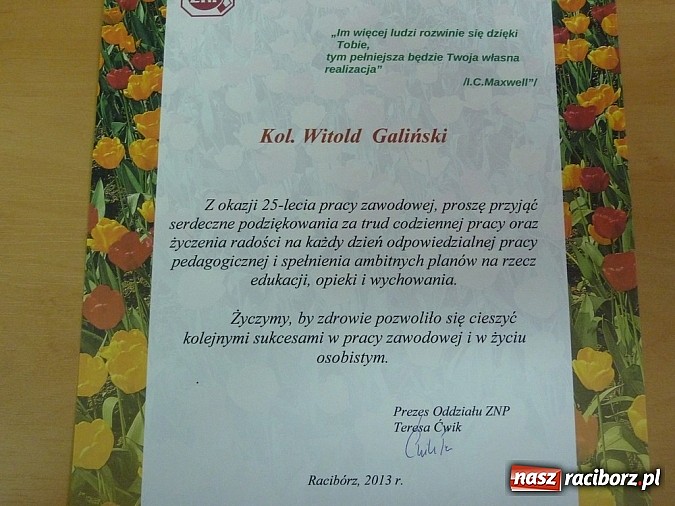 ZNP
„Im więcej ludzi rozwinie się dzięki
Tobie,
tym pełniejsza będzie Twoja własna
realizacja”
/I.C.Maxwell”/
Kol. Witold Galiński
Z okazji 25-lecia pracy zawodowej, proszę przyjąć
serdeczne podziękowania za trud codziennej pracy oraz
życzenia radości na każdy dzień odpowiedzialnej pracy
pedagogicznej i spełnienia ambitnych planów na rzecz
edukacji, opieki i wychowania.
Życzymy, by zdrowie pozwoliło się cieszyć
kolejnymi sukcesami w pracy zawodowej i w życiu
osobistym.
Prezęs Oddziału ZNP
Teresa Ćwik
Racibórz, 2013 r.
nasz raciborz.pl